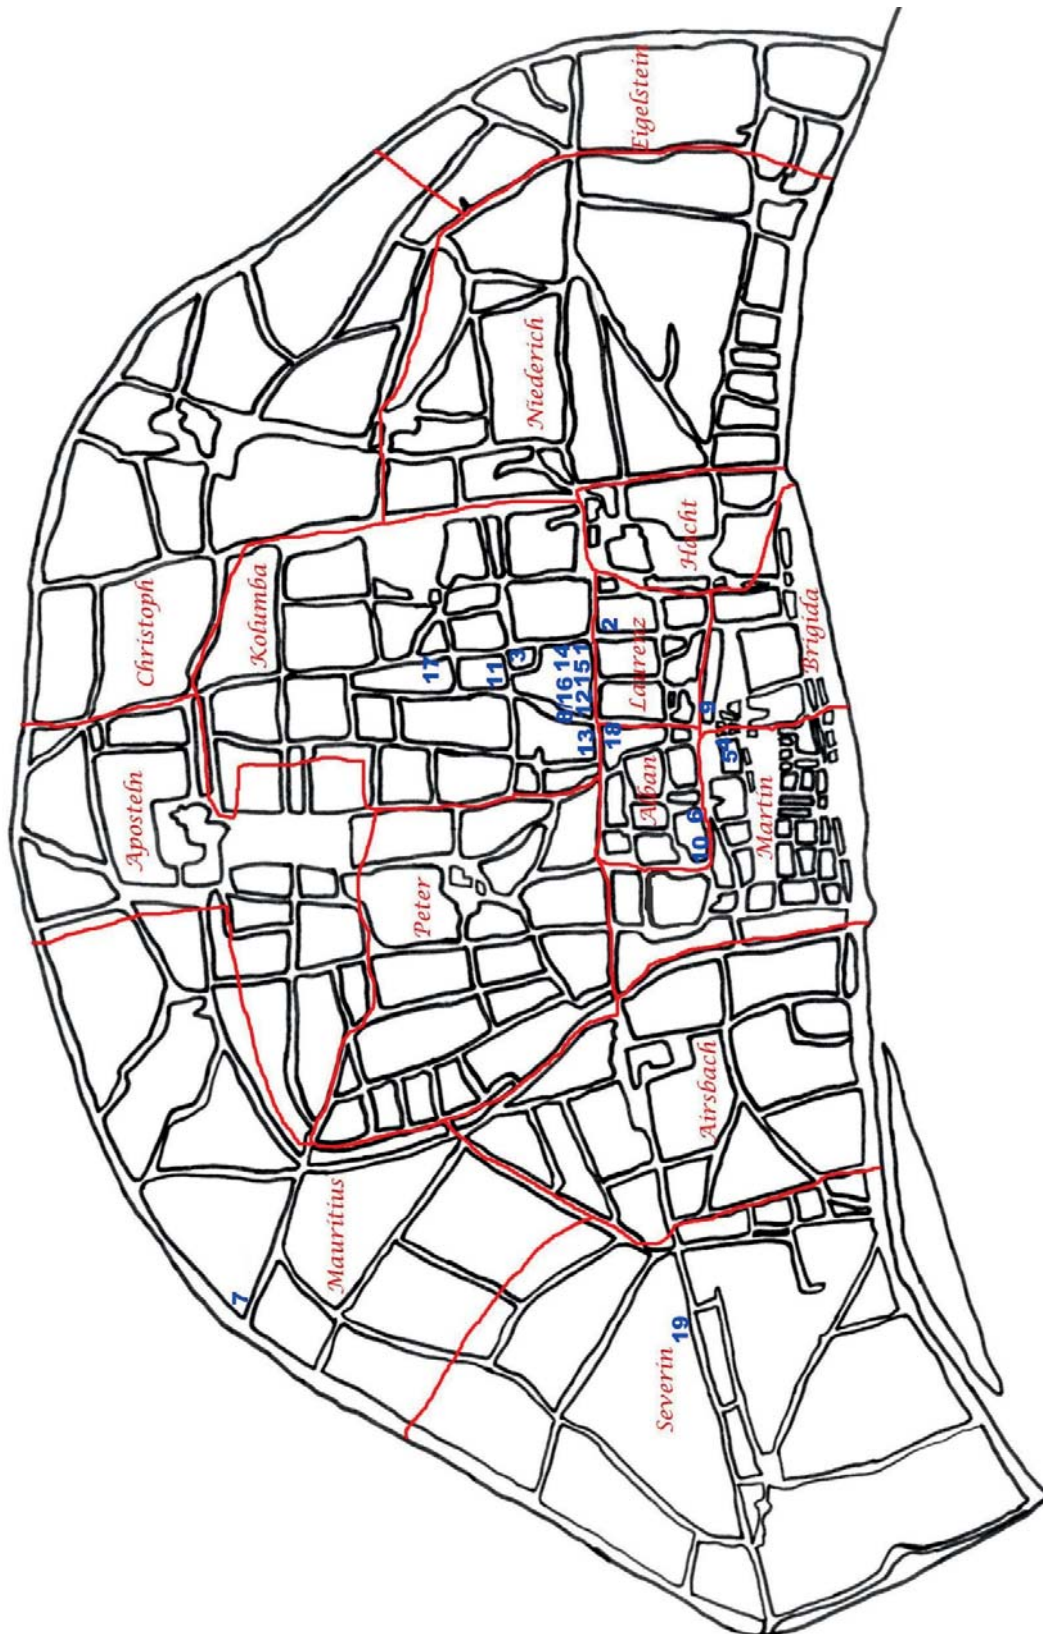 Eigelstein
Niederich
Christoph
Kolumba
Hacht
Laurenz
2
Brigida
17
11
3
8/16 14
13 12 15 1
18
9
4
5
Aposteln
Peter
Alban
6
10
Martin
Airsbach
Mauritius
7
Severin
19